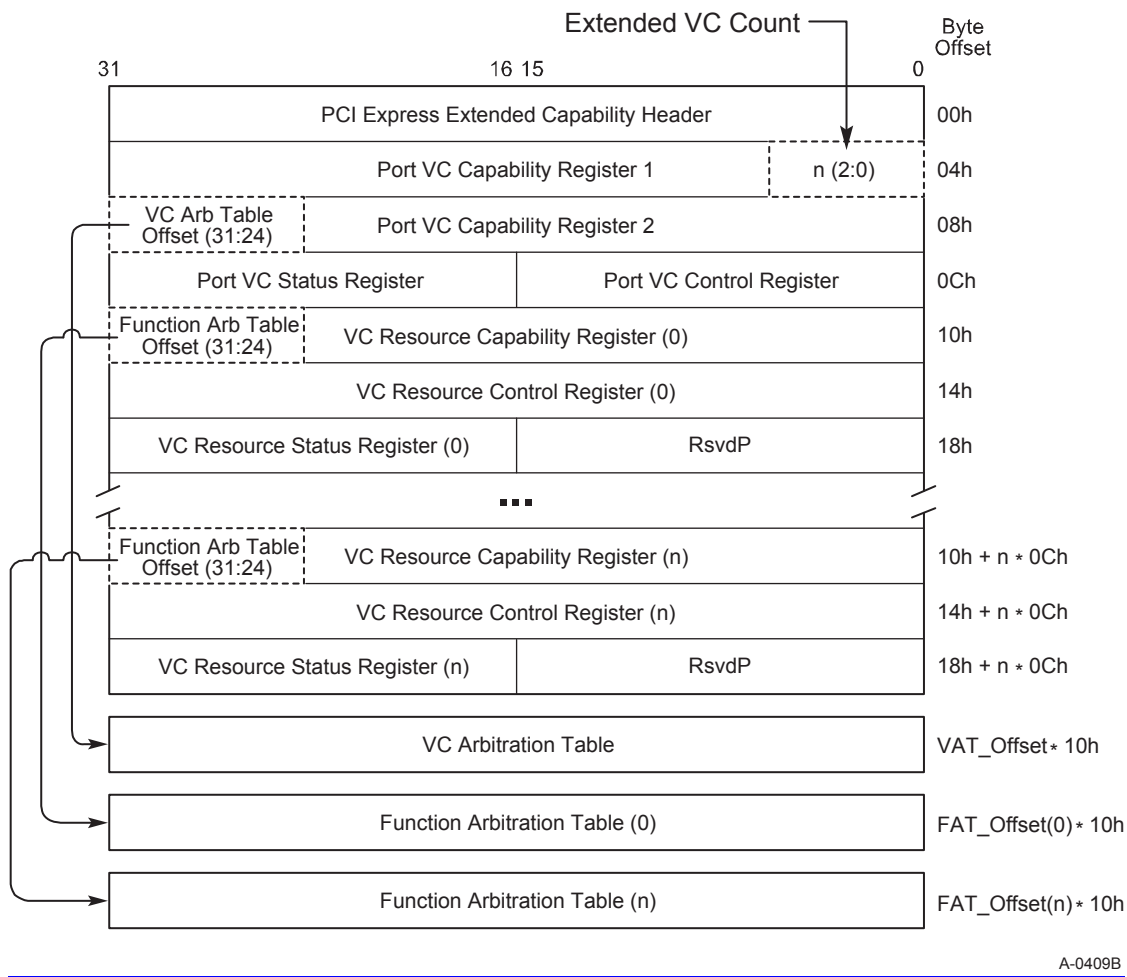 Extended VC Count
Byte
Offset
31 16 15 0
PCI Express Extended Capability Header 00h
Port VC Capability Register 1 n (2:0) 04h
VC Arb Table
Offset (31:24) Port VC Capability Register 2 08h
Port VC Status Register Port VC Control Register 0Ch
Function Arb Table
Offset (31:24) VC Resource Capability Register (0) 10h
VC Resource Control Register (0) 14h
VC Resource Status Register (0) RsvdP 18h
...
Function Arb Table
Offset (31:24) VC Resource Capability Register (n) 10h + n * 0Ch
VC Resource Control Register (n) 14h + n * 0Ch
VC Resource Status Register (n) RsvdP 18h + n * 0Ch
VC Arbitration Table VAT_Offset * 10h
Function Arbitration Table (0) FAT_Offset(0) * 10h
Function Arbitration Table (n) FAT_Offset(n) * 10h
A-0409B